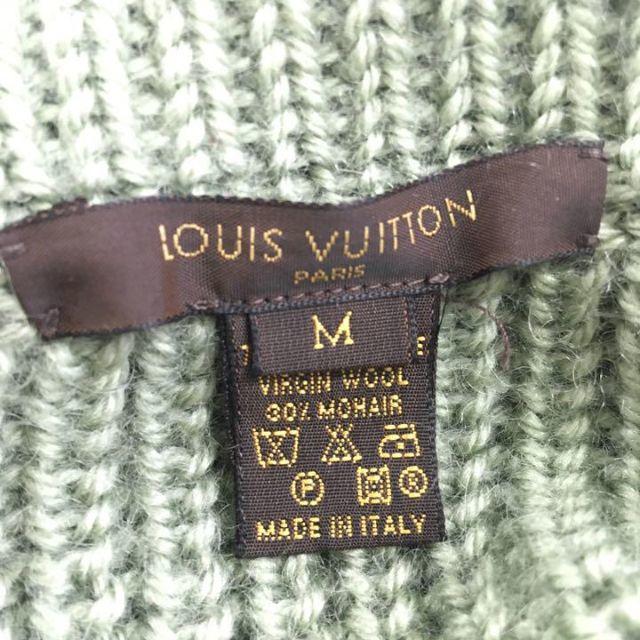 LOUIS VUITTON
PARIS
M
VIRGIN WOOL
30% MOHAIR
P
R
MADE IN ITALY